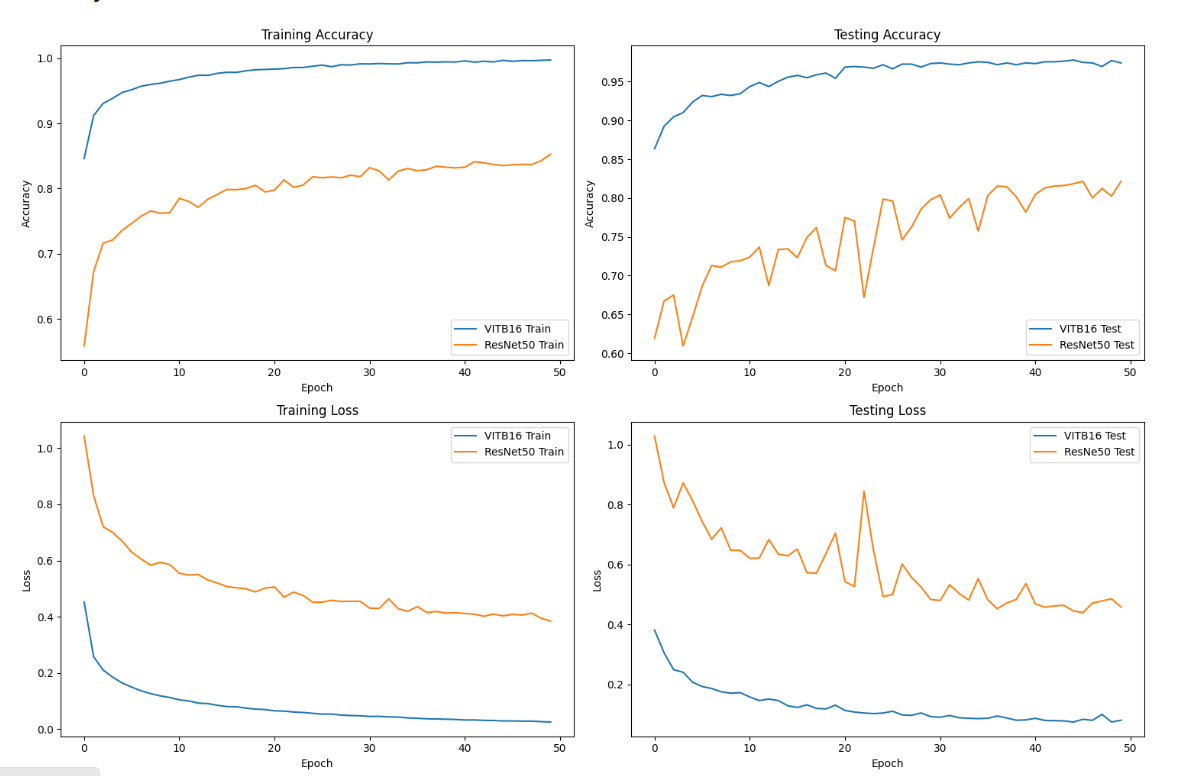 Training Accuracy
1.0
0.9
0.8
0.7
0.6
Accuracy
VITB16 Train
ResNet50 Train
0 10 20 30 40 50
Epoch
Testing Accuracy
0.95
0.90
0.85
0.80
0.75
0.70
0.65
0.60
Accuracy
VITB16 Test
ResNet50 Test
0 10 20 30 40 50
Epoch
Training Loss
1.0
0.8
0.6
0.4
0.2
0.0
Loss
VITB16 Train
ResNet50 Train
0 10 20 30 40 50
Epoch
Testing Loss
1.0
0.8
0.6
0.4
0.2
Loss
VITB16 Test
ResNe50 Test
0 10 20 30 40 50
Epoch